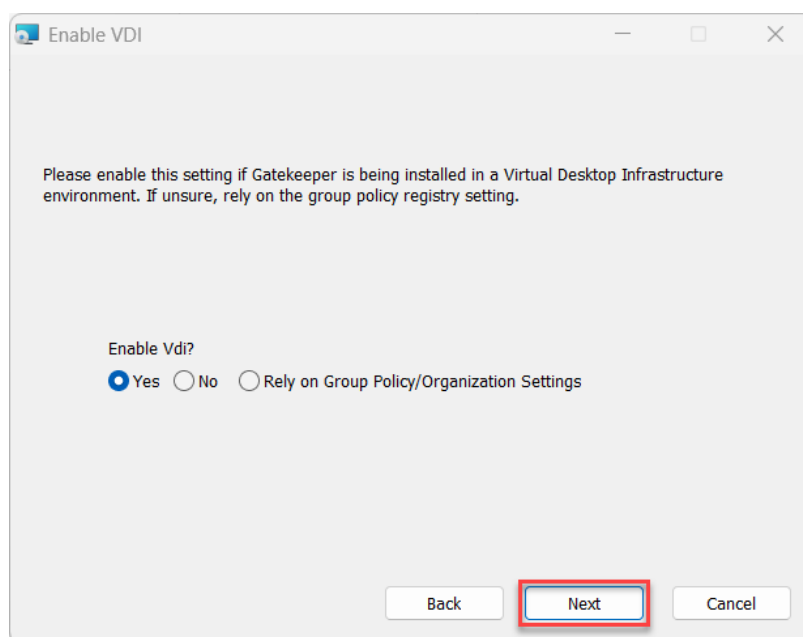 Enable VDI
Please enable this setting if Gatekeeper is being installed in a Virtual Desktop Infrastructure
environment. If unsure, rely on the group policy registry setting.
Enable Vdi?
Yes No Rely on Group Policy/Organization Settings
Back Next Cancel